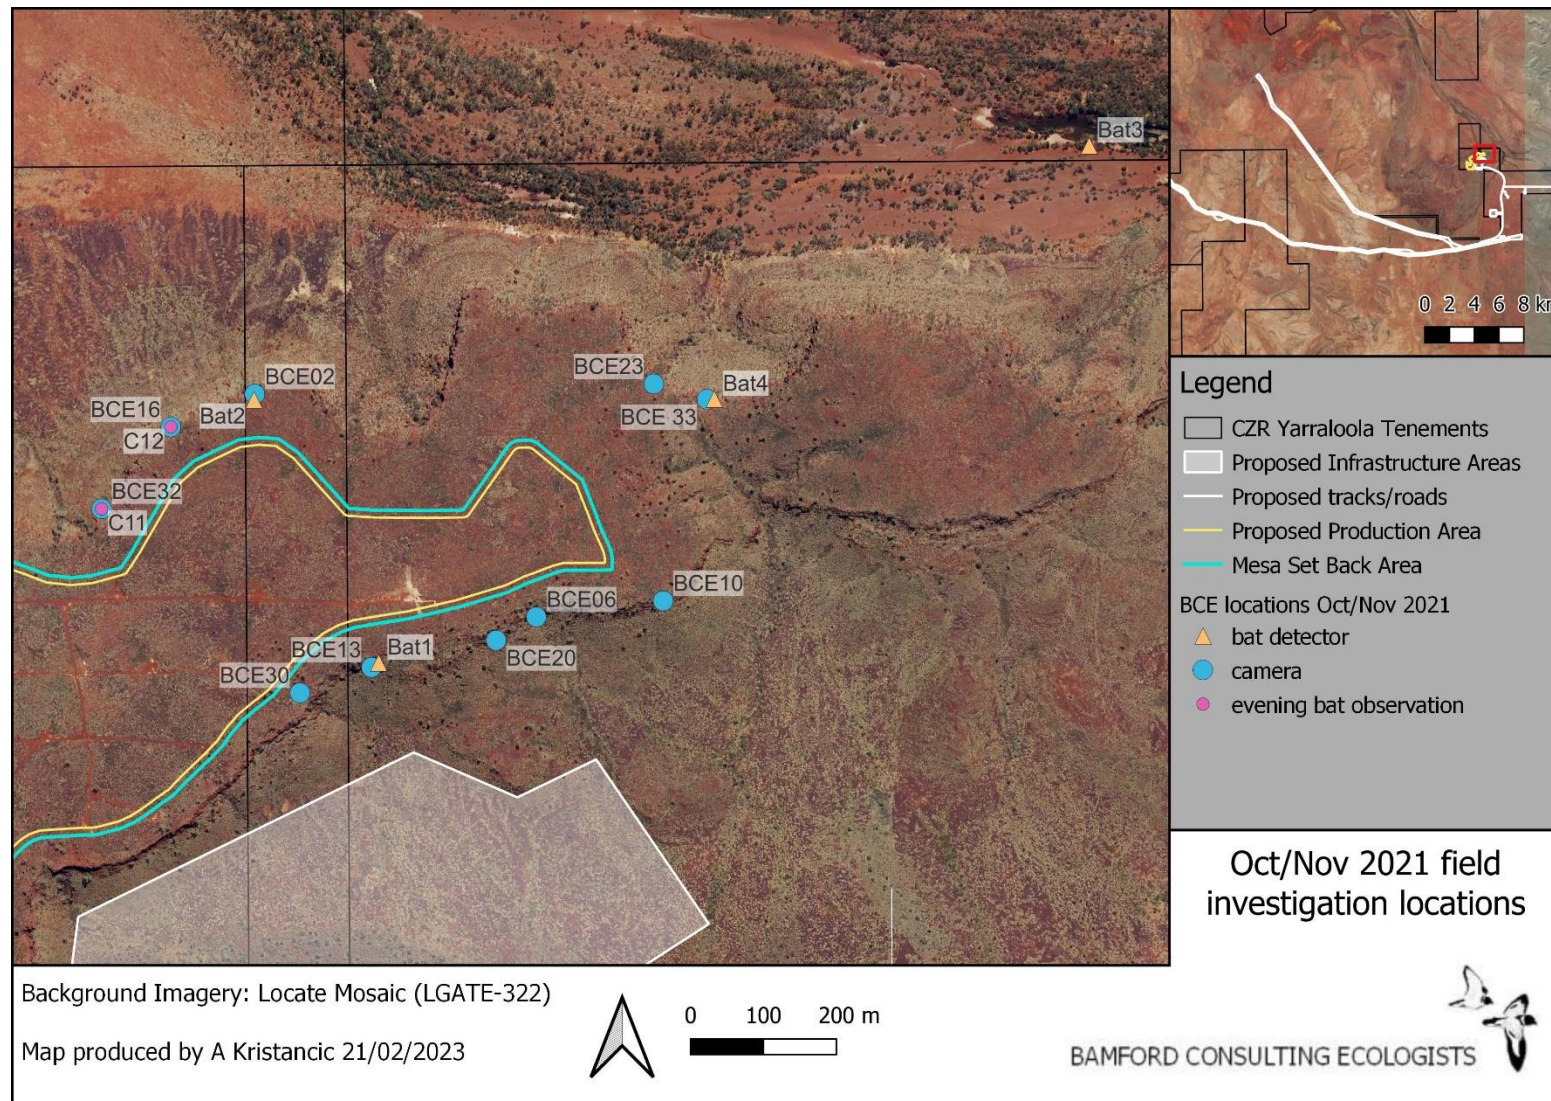 Bat3
BCE02
BCE23
Bat4
BCE16
Bat2
BCE 33
C12
BCE32
C11
BCE10
BCE06
BCE13
Bat1
BCE20
BCE30
0 2 4 6 8 km
Legend
CZR Yarraloola Tenements
Proposed Infrastructure Areas
Proposed tracks/roads
Proposed Production Area
Mesa Set Back Area
BCE locations Oct/Nov 2021
bat detector
camera
evening bat observation
Oct/Nov 2021 field
investigation locations
Background Imagery: Locate Mosaic (LGATE-322)
Map produced by A Kristancic 21/02/2023
0 100 200 m
BAMFORD CONSULTING ECOLOGISTS